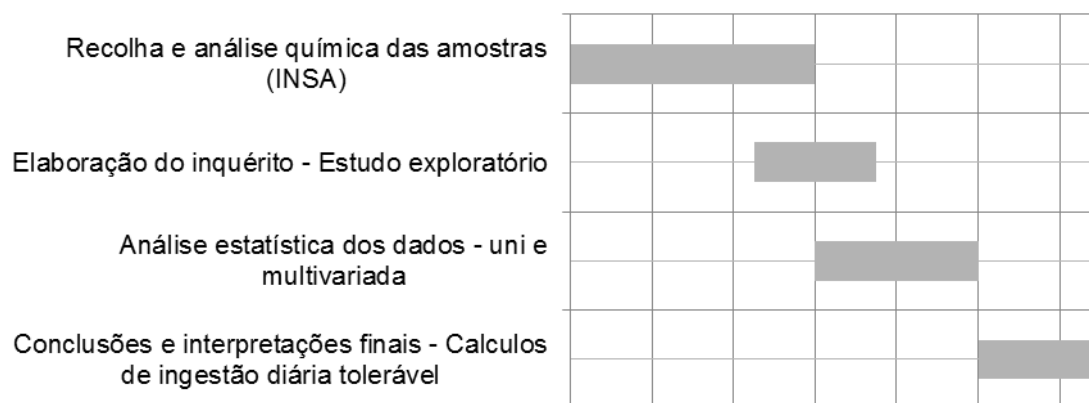 Recolha e análise química das amostras
(INSA)
Elaboração do inquérito - Estudo exploratório
Análise estatística dos dados - uni e
multivariada
Conclusões e interpretações finais - Calculos
de ingestão diária tolerável